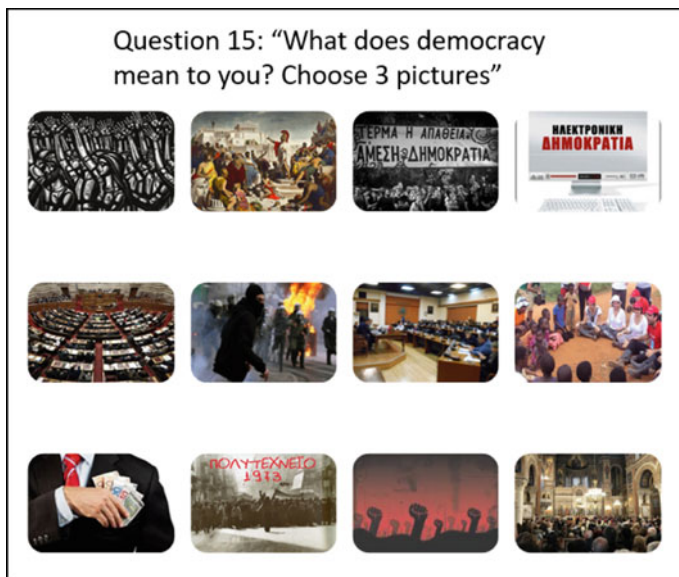 Question 15: “What does democracy
mean to you? Choose 3 pictures”
ΤΕΡΜΑ Η ΑΠΑΘΕΙΑ
ΑΜΕΣΗ ΔΗΜΟΚΡΑΤΙΑ
ΗΛΕΚΤΡΟΝΙΚΗ
ΔΗΜΟΚΡΑΤΙΑ
ΠΟΛΥΤΕΧΝΕΙΟ
1973